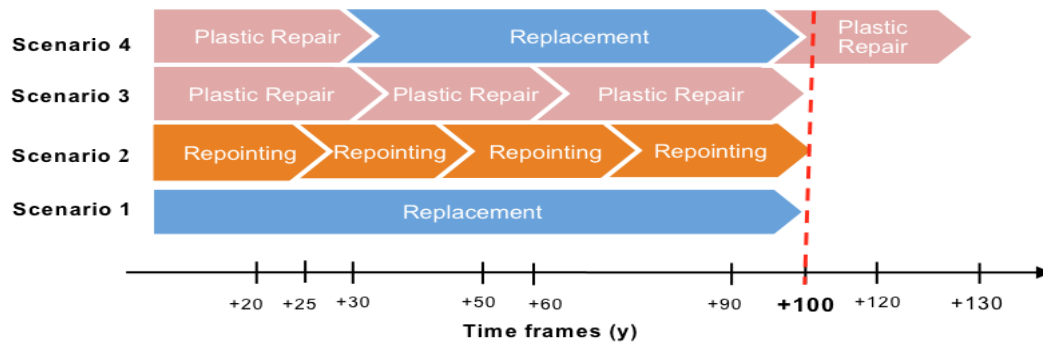 Scenario 4
Plastic Repair
Replacement
Plastic
Repair
Scenario 3
Plastic Repair
Plastic Repair
Plastic Repair
Scenario 2
Repointing
Repointing
Repointing
Repointing
Scenario 1
Replacement
+20 +25 +30 +50 +60 +90 +100 +120 +130
Time frames (y)